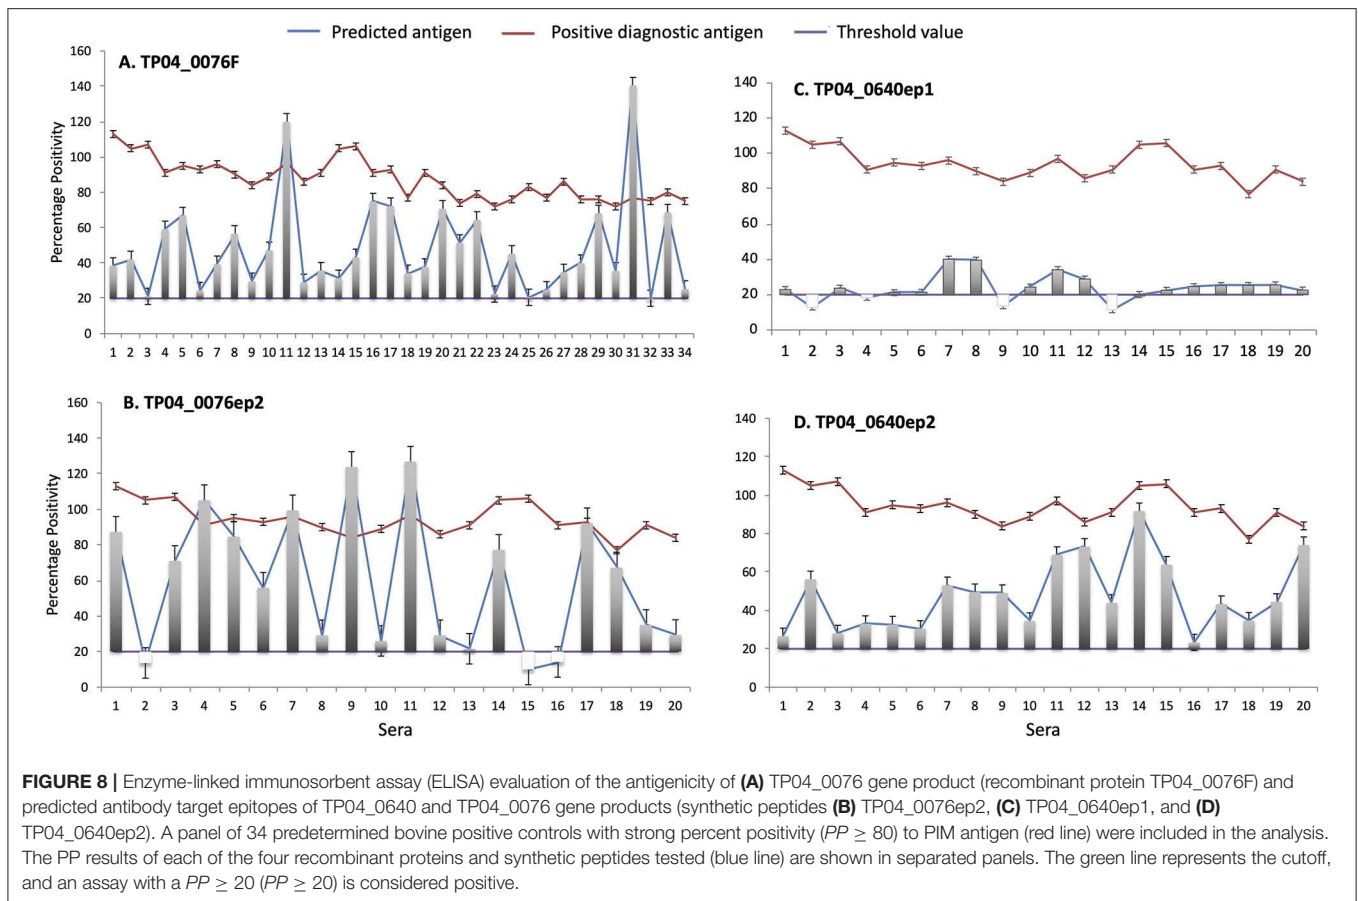 Predicted antigen Positive diagnostic antigen Threshold value
A. TP04_0076F
Percentage Positivity
160
140
120
100
80
60
40
20
0
1 2 3 4 5 6 7 8 9 10 11 12 13 14 15 16 17 18 19 20 21 22 23 24 25 26 27 28 29 30 31 32 33 34
C. TP04_0640ep1
140
120
100
80
60
40
20
0
1 2 3 4 5 6 7 8 9 10 11 12 13 14 15 16 17 18 19 20
B. TP04_0076ep2
Percentage Positivity
160
140
120
100
80
60
40
20
0
1 2 3 4 5 6 7 8 9 10 11 12 13 14 15 16 17 18 19 20
Sera
D. TP04_0640ep2
140
120
100
80
60
40
20
0
1 2 3 4 5 6 7 8 9 10 11 12 13 14 15 16 17 18 19 20
Sera
FIGURE 8 | Enzyme-linked immunosorbent assay (ELISA) evaluation of the antigenicity of (A) TP04_0076 gene product (recombinant protein TP04_0076F) and
predicted antibody target epitopes of TP04_0640 and TP04_0076 gene products (synthetic peptides (B) TP04_0076ep2, (C) TP04_0640ep1, and (D)
TP04_0640ep2). A panel of 34 predetermined bovine positive controls with strong percent positivity (PP ≥ 80) to PIM antigen (red line) were included in the analysis.
The PP results of each of the four recombinant proteins and synthetic peptides tested (blue line) are shown in separated panels. The green line represents the cutoff,
and an assay with a PP ≥ 20 (PP ≥ 20) is considered positive.